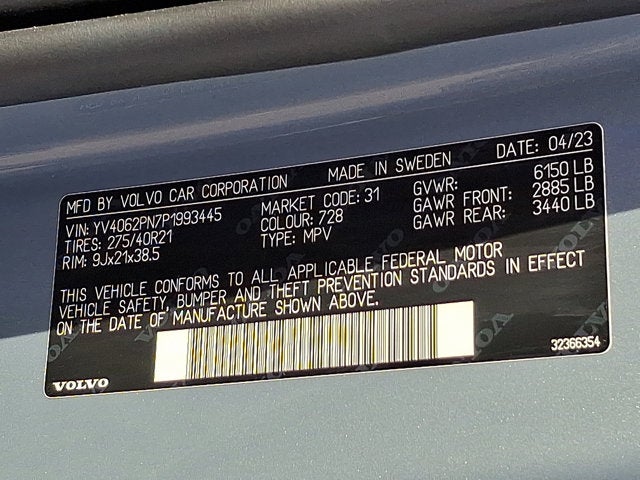 MFD BY VOLVO CAR CORPORATION MADE IN SWEDEN DATE: 04/23
VIN: YV4062PN7P1993445 MARKET CODE: 31 GVWR: 6150 LB
TIRES: 275/40R21 COLOUR: 728 GAWR FRONT: 2885 LB
RIM: 9Jx21x38.5 TYPE: MPV GAWR REAR: 3440 LB
THIS VEHICLE CONFORMS TO ALL APPLICABLE FEDERAL MOTOR
VEHICLE SAFETY, BUMPER AND THEFT PREVENTION STANDARDS IN EFFECT
ON THE DATE OF MANUFACTURE SHOWN ABOVE.
VOLVO 32366354